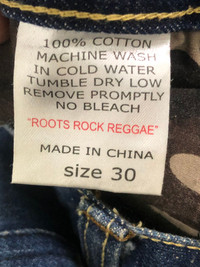 100% COTTON
MACHINE WASH
IN COLD WATER
TUMBLE DRY LOW
REMOVE PROMPTLY
NO BLEACH
"ROOTS ROCK REGGAE"
MADE IN CHINA
size 30